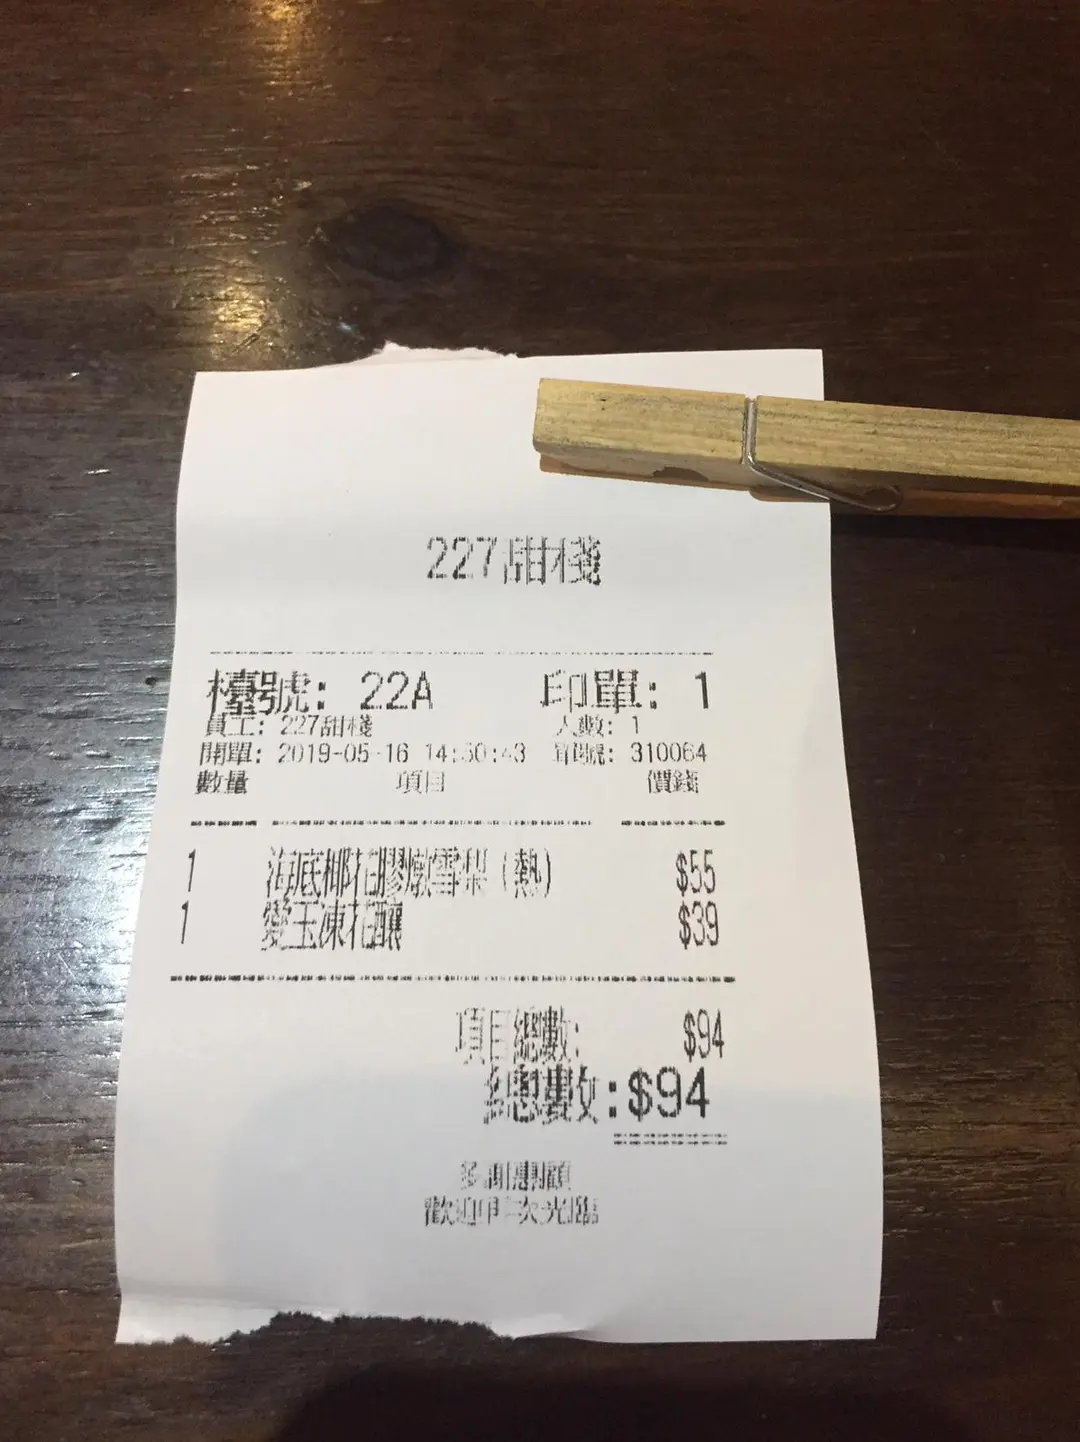 227甜棧
檯號: 22A 印單: 1
員工: 227甜棧 人數: 1
開單: 2019-05-16 14:50:43 單號: 310064
數量 項目 價錢
1 海底椰花膠燉雪梨(熱) $55
1 愛玉凍花釀 $39
項目總數: $94
總數:$94
多謝惠顧
歡迎再次光臨